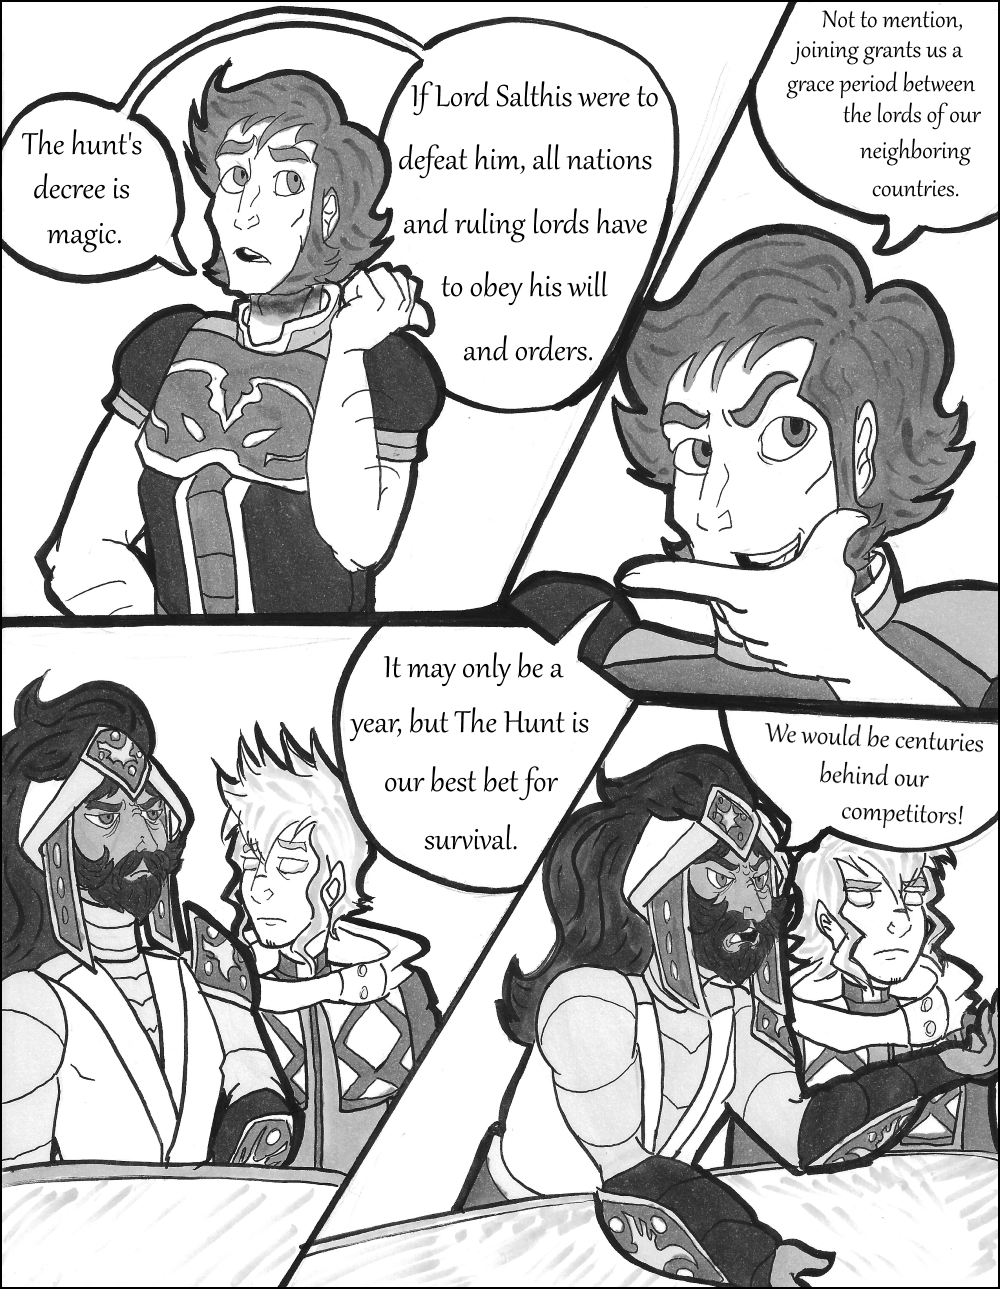 The hunt's
decree is
magic.
If Lord Salthis were to
defeat him, all nations
and ruling lords have
to obey his will
and orders.
Not to mention,
joining grants us a
grace period between
the lords of our
neighboring
countries.
It may only be a
year, but The Hunt is
our best bet for
survival.
We would be centuries
behind our
competitors!